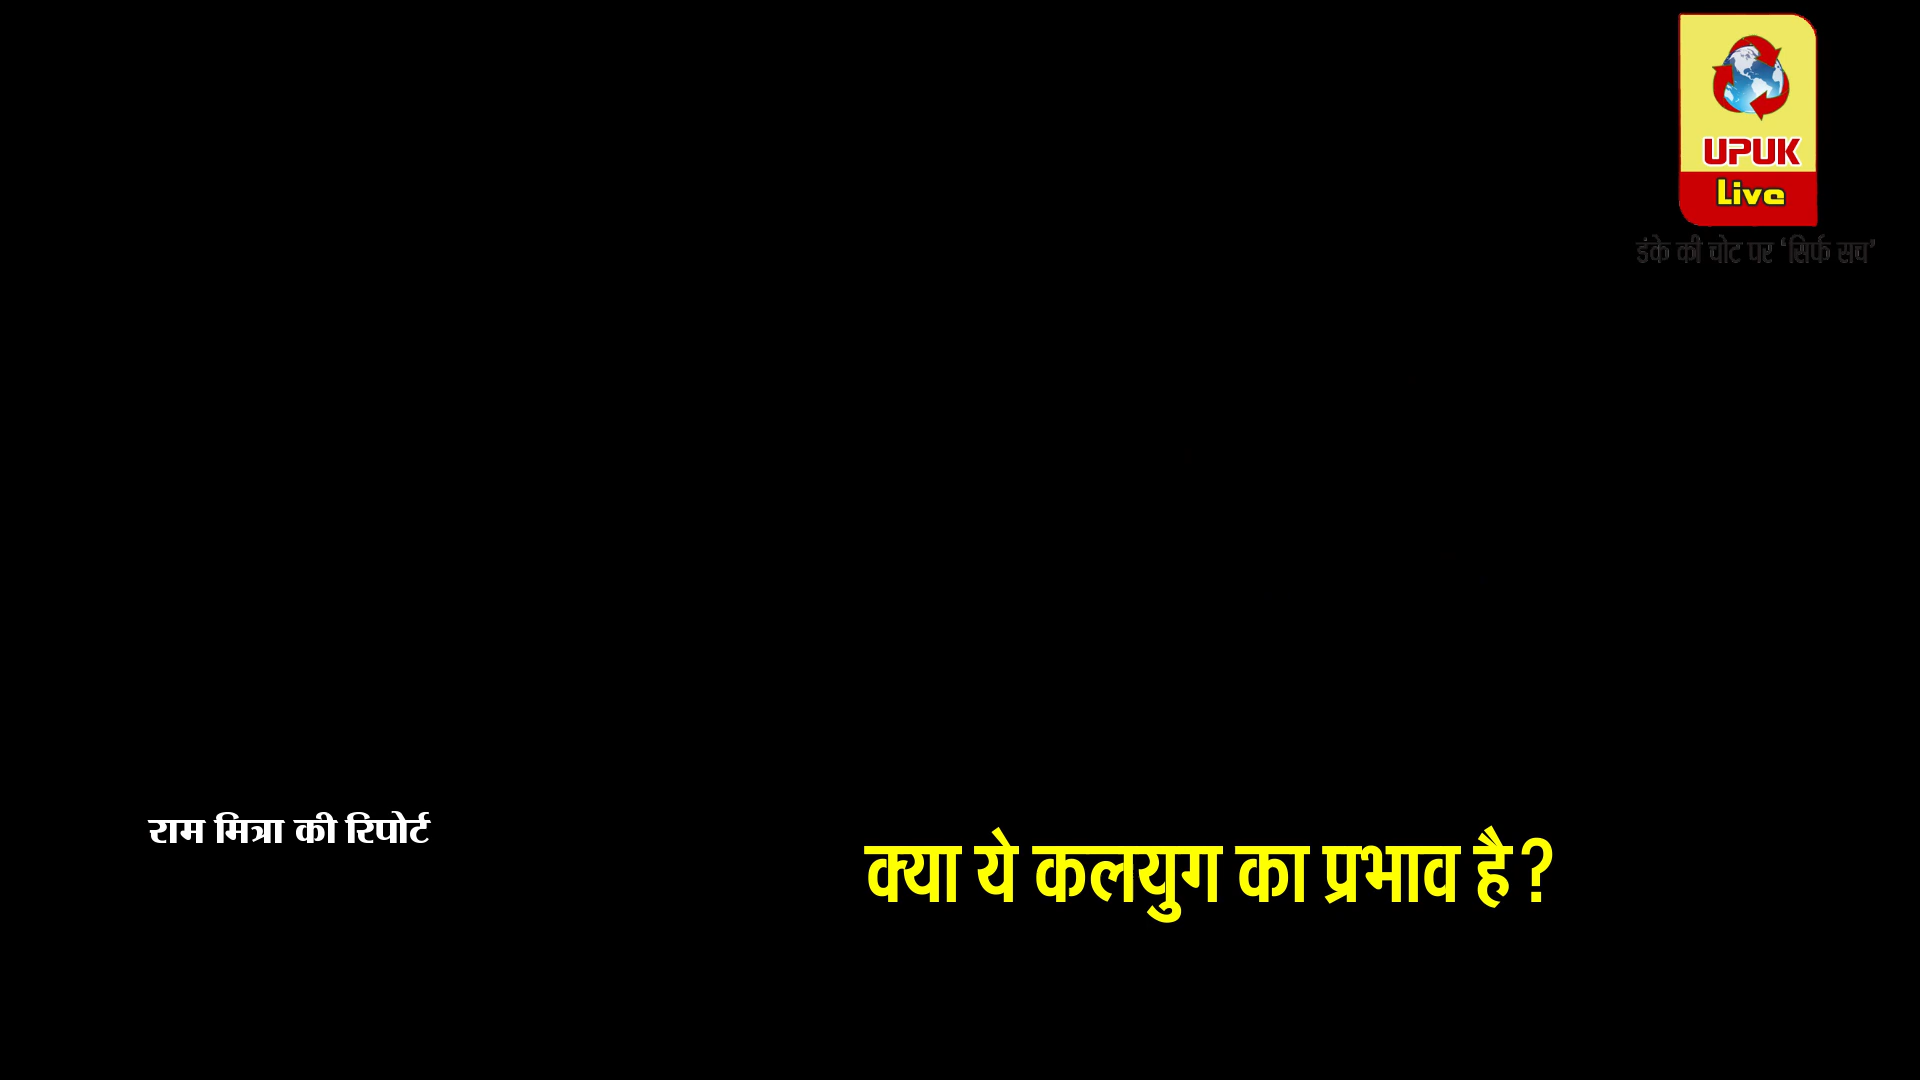 UPUK
Live
डंके की चोट पर ‘सिर्फ सच’
राम मित्रा की रिपोर्ट
क्या ये कलयुग का प्रभाव है?